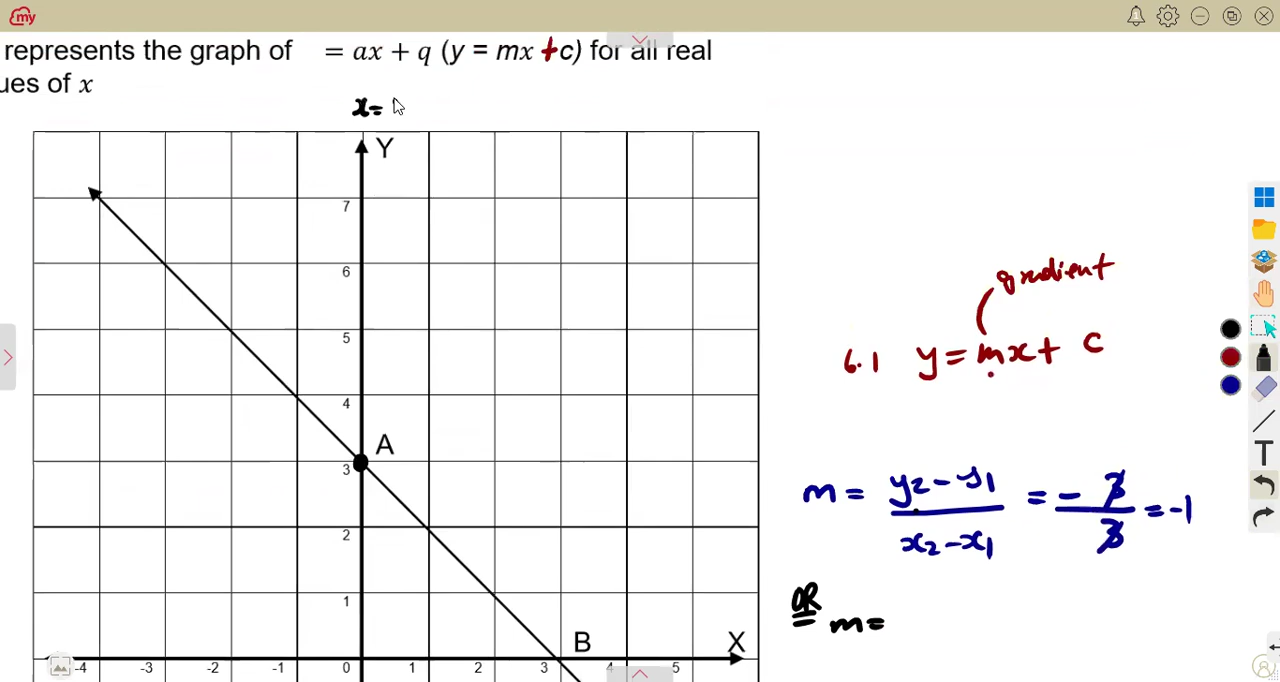 my
represents the graph of = ax + q (y = mx + c) for all real
ues of x
x=
Y
7
6
5
4
A
3
2
1
B
X
-4 -3 -2 -1 0 1 2 3 4 5
gradient
6.1 y = mx + c
m = y2 - y1 / x2 - x1 = - 3 / 3 = -1
OR m =
T